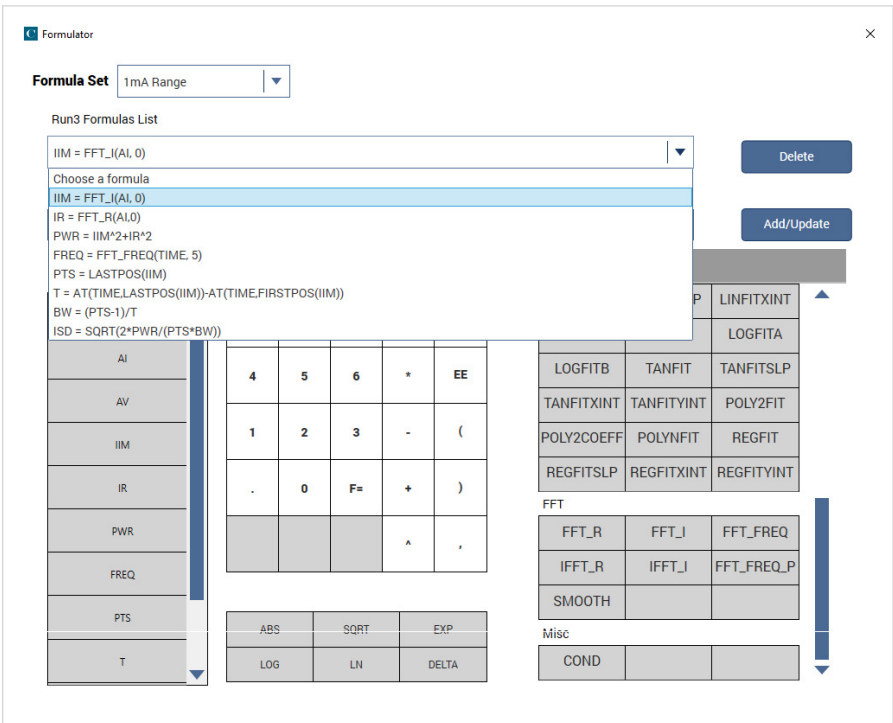 C Formulator
Formula Set 1mA Range
Run3 Formulas List
IIM = FFT_I(AI, 0)
Delete
Choose a formula
IIM = FFT_I(AI, 0)
IR = FFT_R(AI,0)
PWR = IIM^2+IR^2
Add/Update
FREQ = FFT_FREQ(TIME, 5)
PTS = LASTPOS(IIM)
T = AT(TIME,LASTPOS(IIM))-AT(TIME,FIRSTPOS(IIM))
BW = (PTS-1)/T
ISD = SQRT(2*PWR/(PTS*BW))
AI
AV
IIM
IR
PWR
FREQ
PTS
T
4 5 6 * EE
1 2 3 - (
. 0 F= + )
^ ,
ABS SQRT EXP
LOG LN DELTA
P LINFITXINT
LOGFITA
LOGFITB TANFIT TANFITSLP
TANFITXINT TANFITYINT POLY2FIT
POLY2COEFF POLYNFIT REGFIT
REGFITSLP REGFITXINT REGFITYINT
FFT
FFT_R FFT_I FFT_FREQ
IFFT_R IFFT_I FFT_FREQ_P
SMOOTH
Misc
COND